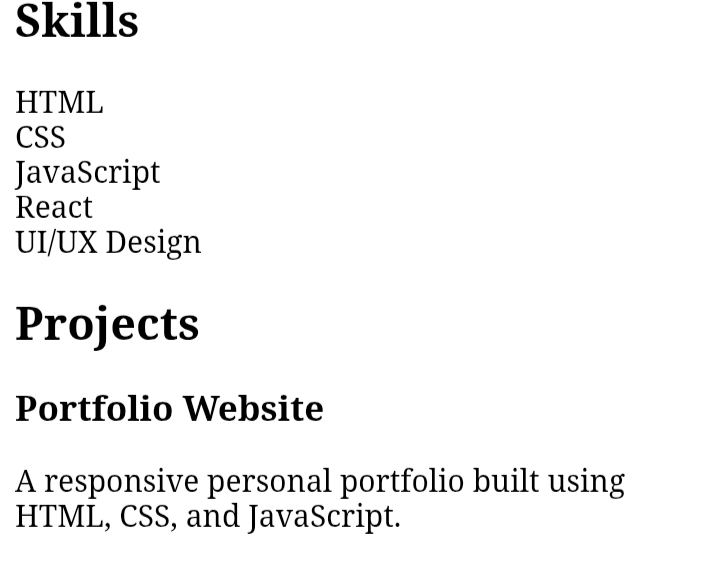 Skills
HTML
CSS
JavaScript
React
UI/UX Design
Projects
Portfolio Website
A responsive personal portfolio built using
HTML, CSS, and JavaScript.